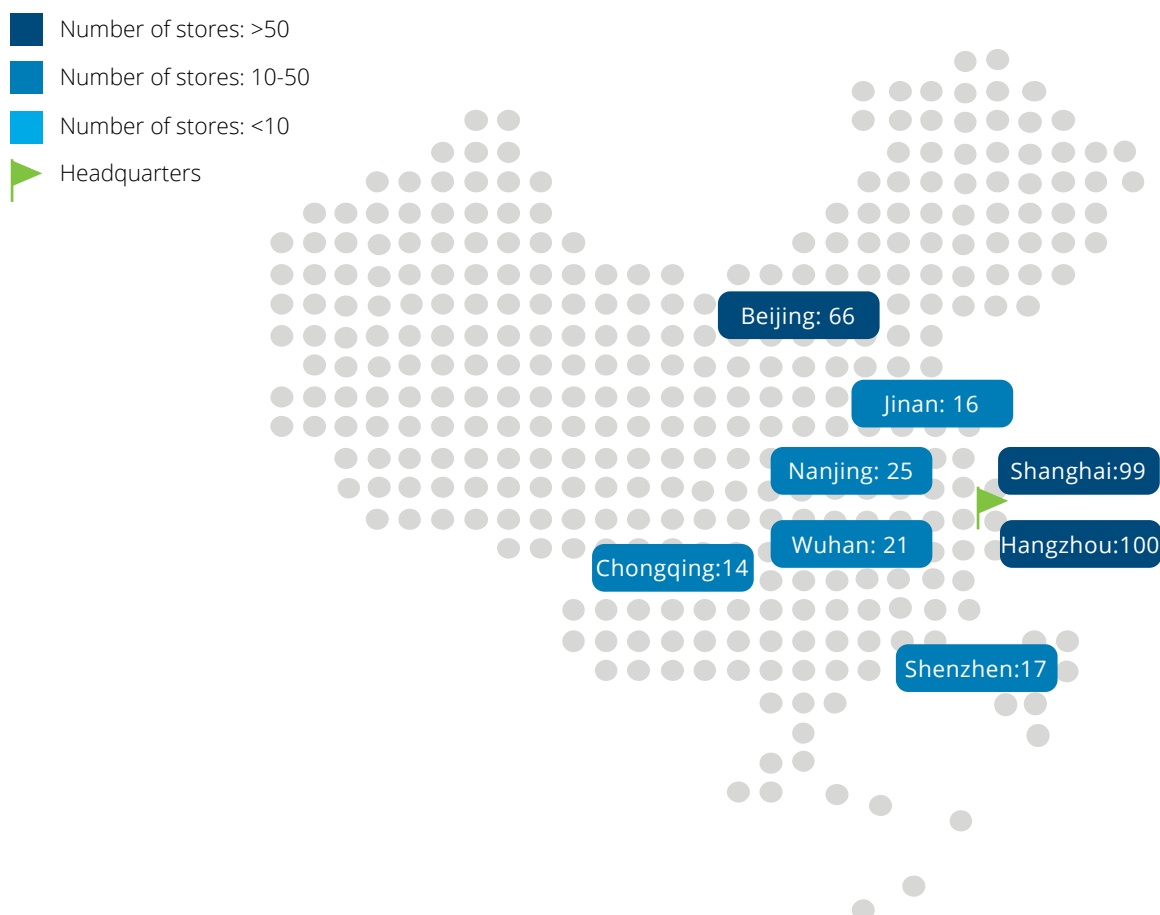 Number of stores: >50
Number of stores: 10-50
Number of stores: <10
Headquarters
Beijing: 66
Jinan: 16
Nanjing: 25
Shanghai:99
Wuhan: 21
Hangzhou:100
Chongqing:14
Shenzhen:17